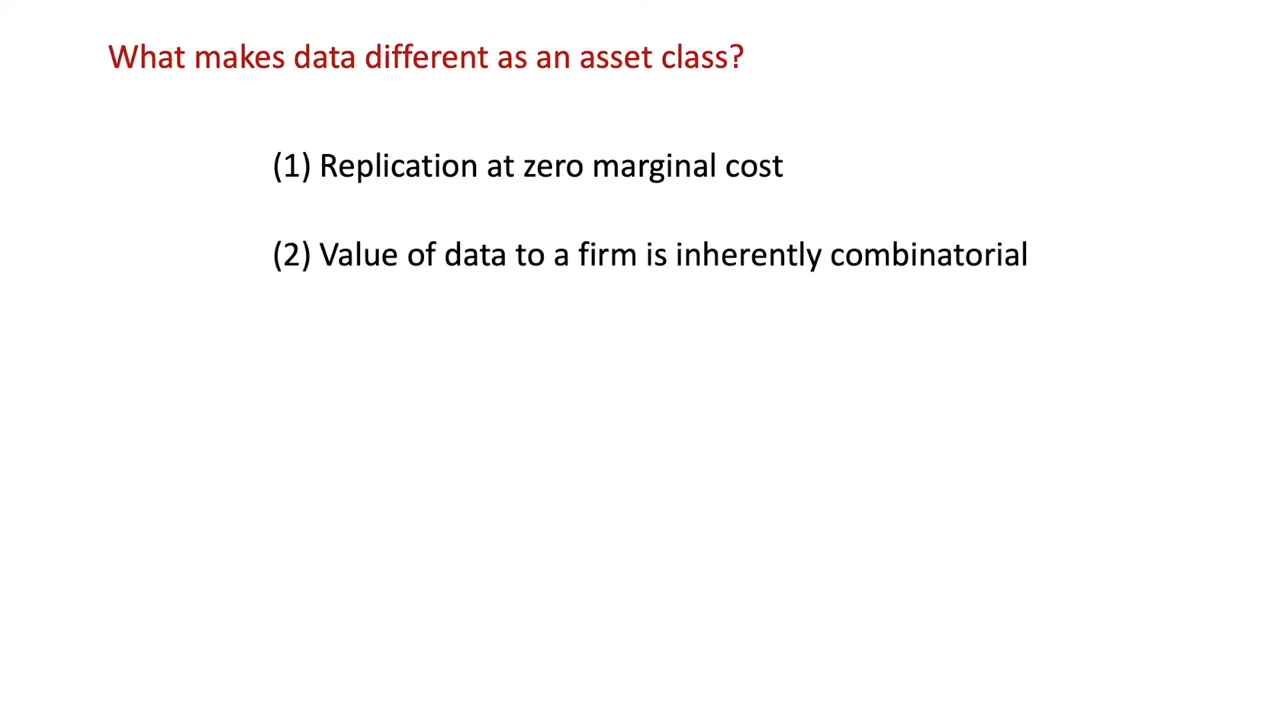 What makes data different as an asset class?
(1) Replication at zero marginal cost
(2) Value of data to a firm is inherently combinatorial